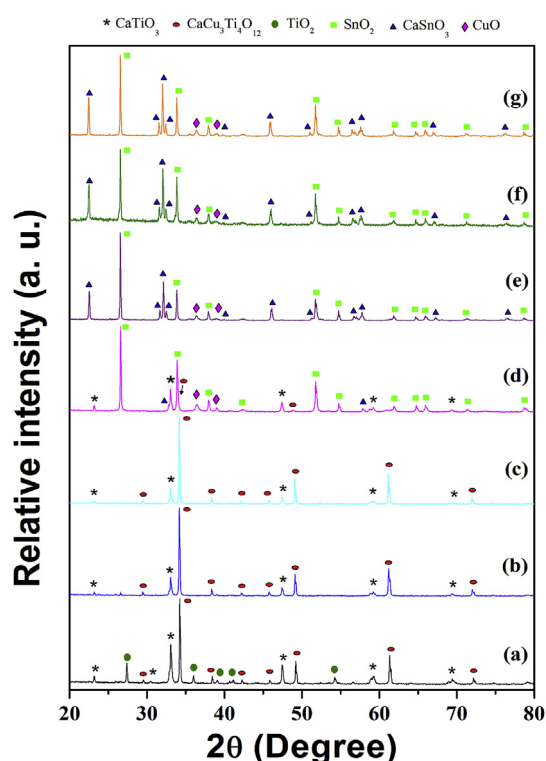 * CaTiO₃ CaCu₃Ti₄O₁₂ TiO₂ SnO₂ CaSnO₃ CuO
Relative intensity (a. u.)
(g)
(f)
(e)
(d)
(c)
(b)
(a)
20 30 40 50 60 70 80
2θ (Degree)